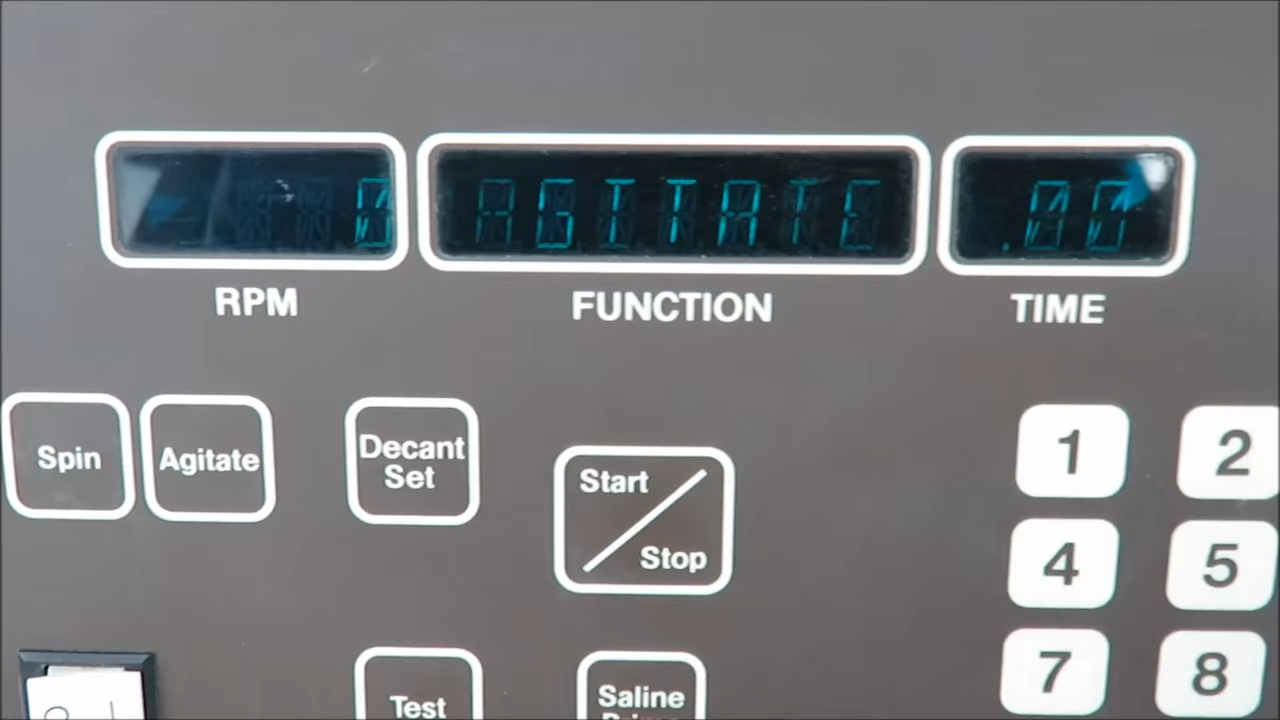 0 AGITATE .00
RPM FUNCTION TIME
Spin Agitate Decant Set
Start Stop
1 2
4 5
7 8
Test
Saline